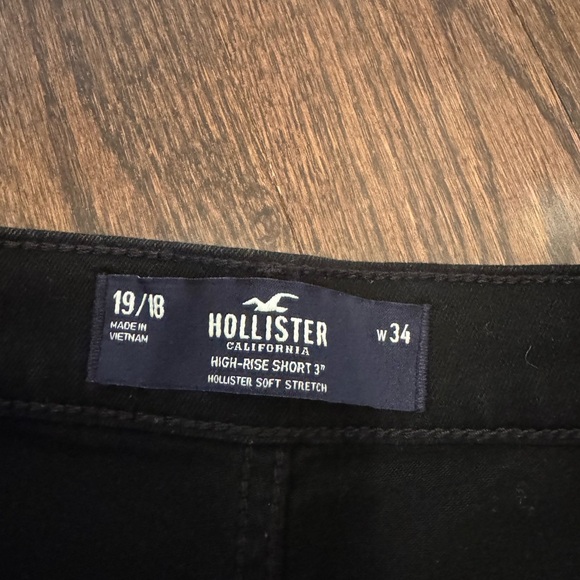 19/18
MADE IN
VIETNAM
HOLLISTER
CALIFORNIA
HIGH-RISE SHORT 3"
HOLLISTER SOFT STRETCH
W 34